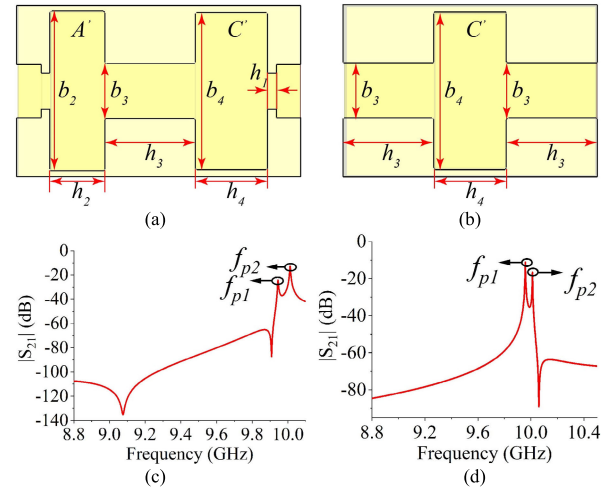 A' C'
h1
b2 b3 b4
h3
h2 h4
(a)
C'
b3 b4 b3
h3 h3
h4
(b)
0
-20
-40
-60
-80
-100
-120
-140
|S21| (dB)
fp2
fp1
8.8 9.0 9.2 9.4 9.6 9.8 10.0
Frequency (GHz)
(c)
0
-20
-40
-60
-80
|S21| (dB)
fp1 fp2
8.8 9.2 9.6 10.0 10.4
Frequency (GHz)
(d)